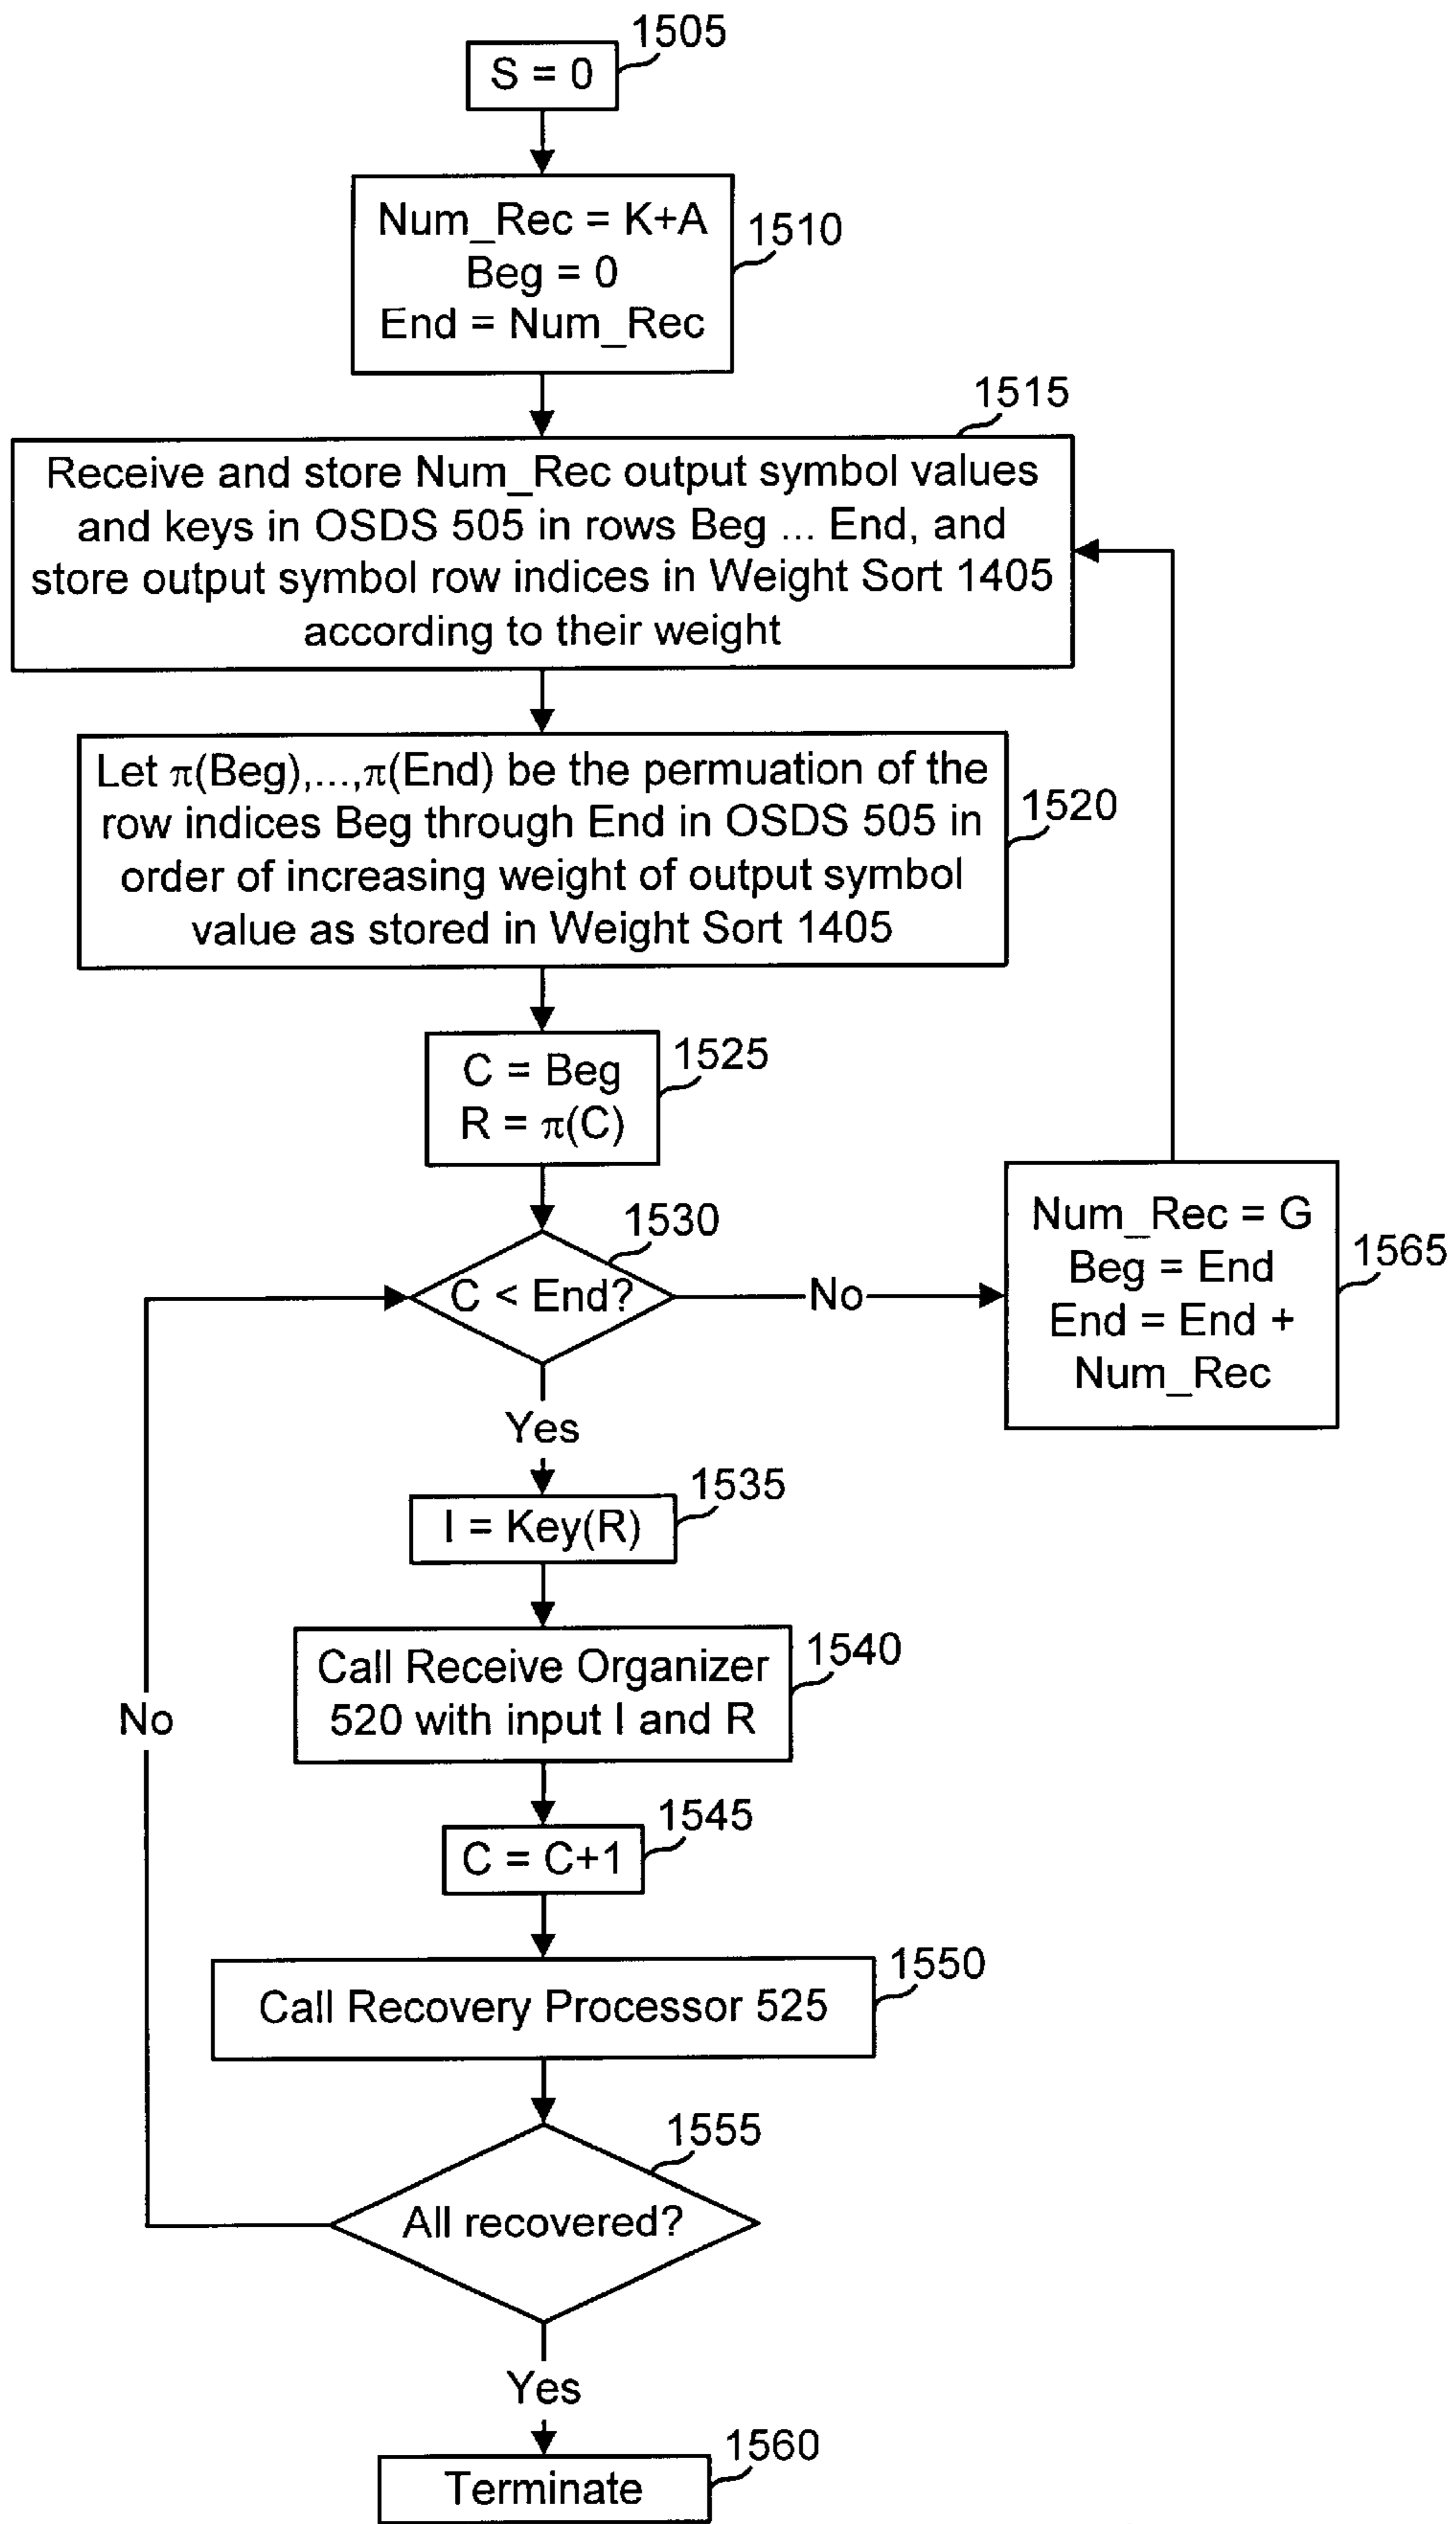 1505
S = 0
Num_Rec = K+A
Beg = 0
End = Num_Rec
1510
1515
Receive and store Num_Rec output symbol values
and keys in OSDS 505 in rows Beg ... End, and
store output symbol row indices in Weight Sort 1405
according to their weight
Let π(Beg),...,π(End) be the permuation of the
row indices Beg through End in OSDS 505 in
order of increasing weight of output symbol
value as stored in Weight Sort 1405
1520
C = Beg
R = π(C)
1525
1530
C < End?
No
Num_Rec = G
Beg = End
End = End +
Num_Rec
1565
Yes
1535
I = Key(R)
1540
Call Receive Organizer
520 with input I and R
No
1545
C = C+1
1550
Call Recovery Processor 525
1555
All recovered?
Yes
1560
Terminate